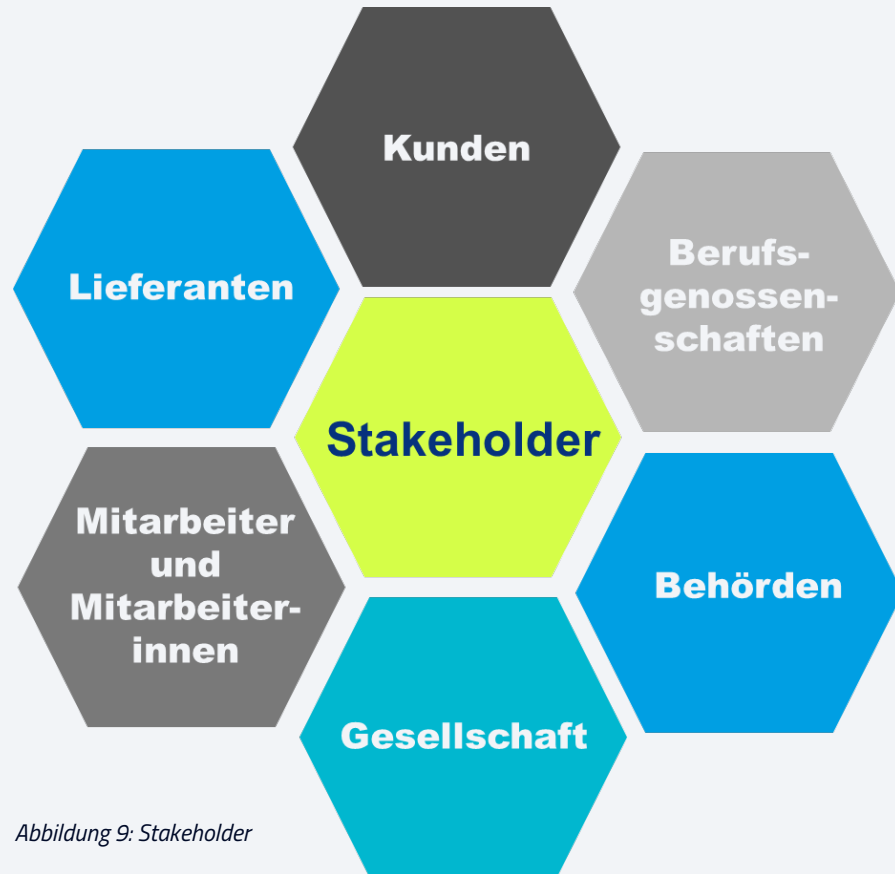 Kunden
Lieferanten
Berufs-
genossen-
schaften
Stakeholder
Mitarbeiter
und
Mitarbeiter-
innen
Behörden
Gesellschaft
Abbildung 9: Stakeholder